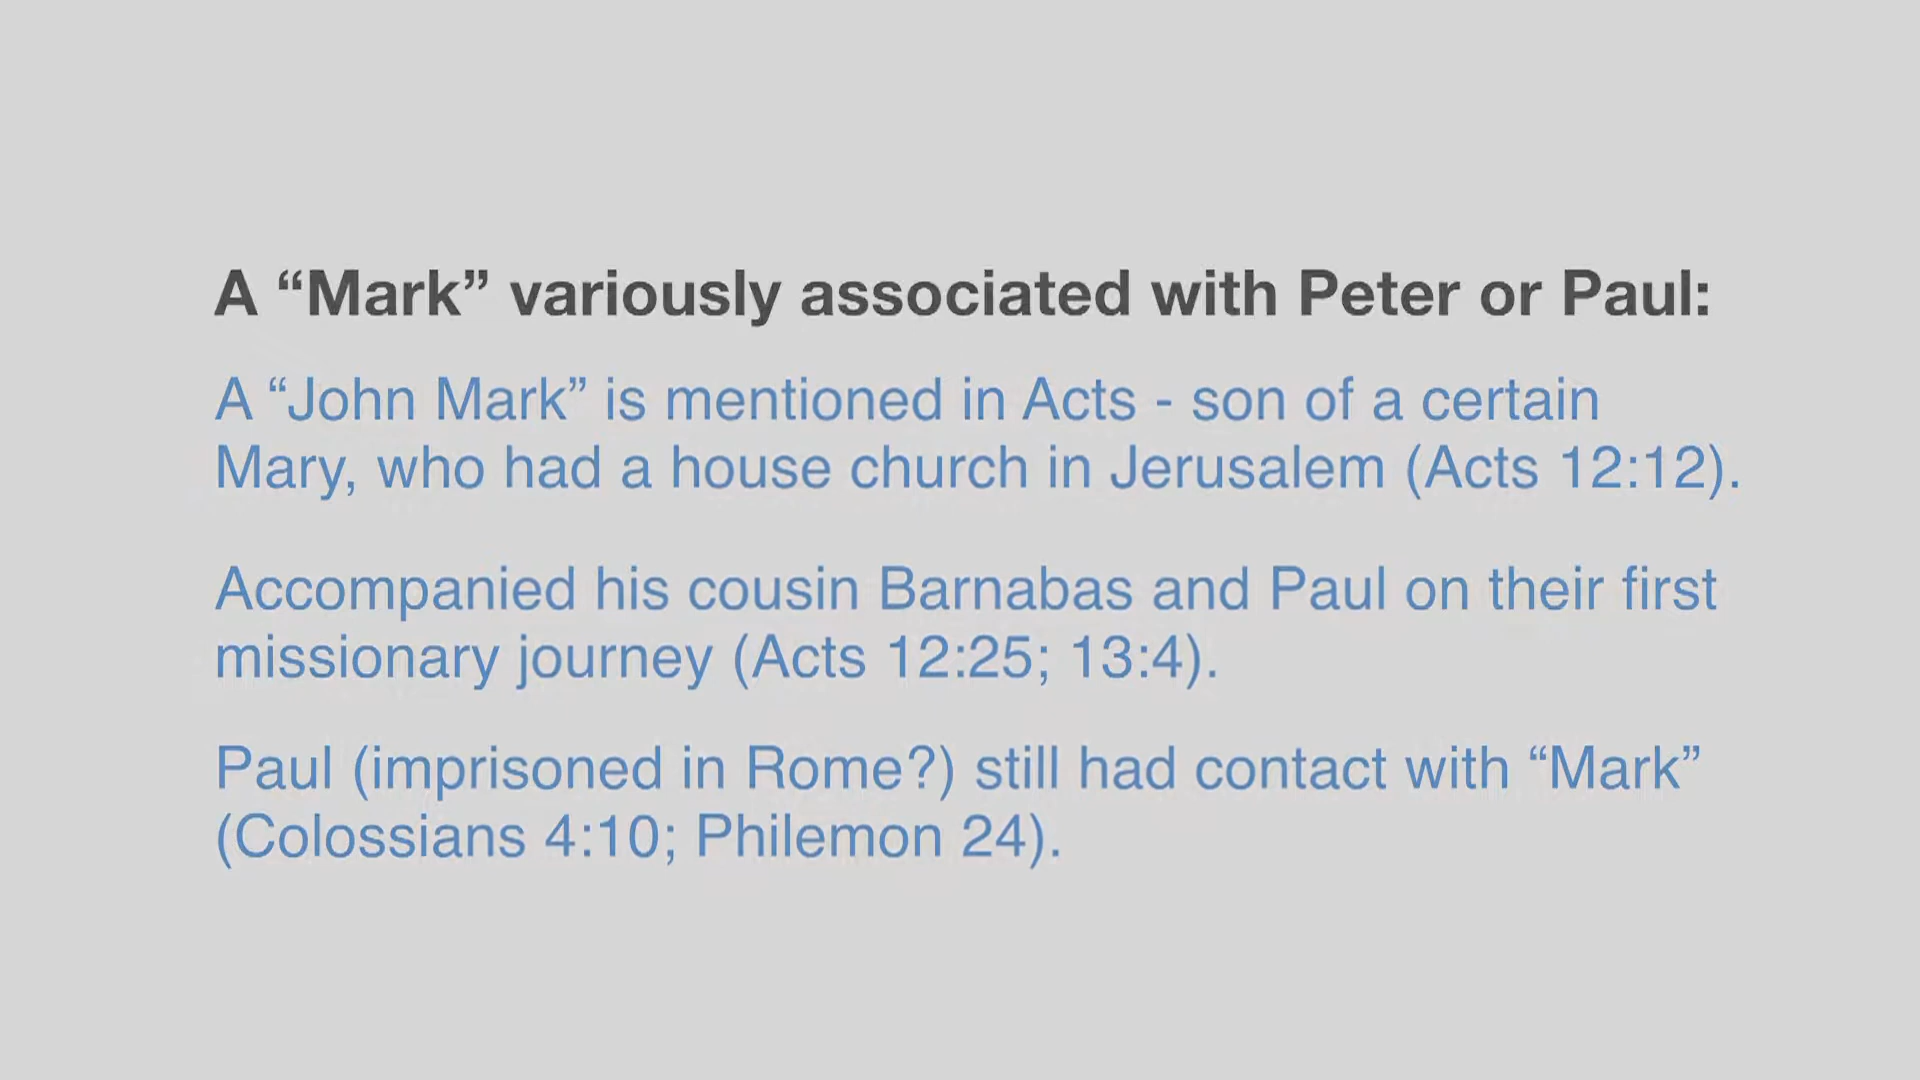 A “Mark” variously associated with Peter or Paul:
A “John Mark” is mentioned in Acts - son of a certain
Mary, who had a house church in Jerusalem (Acts 12:12).
Accompanied his cousin Barnabas and Paul on their first
missionary journey (Acts 12:25; 13:4).
Paul (imprisoned in Rome?) still had contact with “Mark”
(Colossians 4:10; Philemon 24).